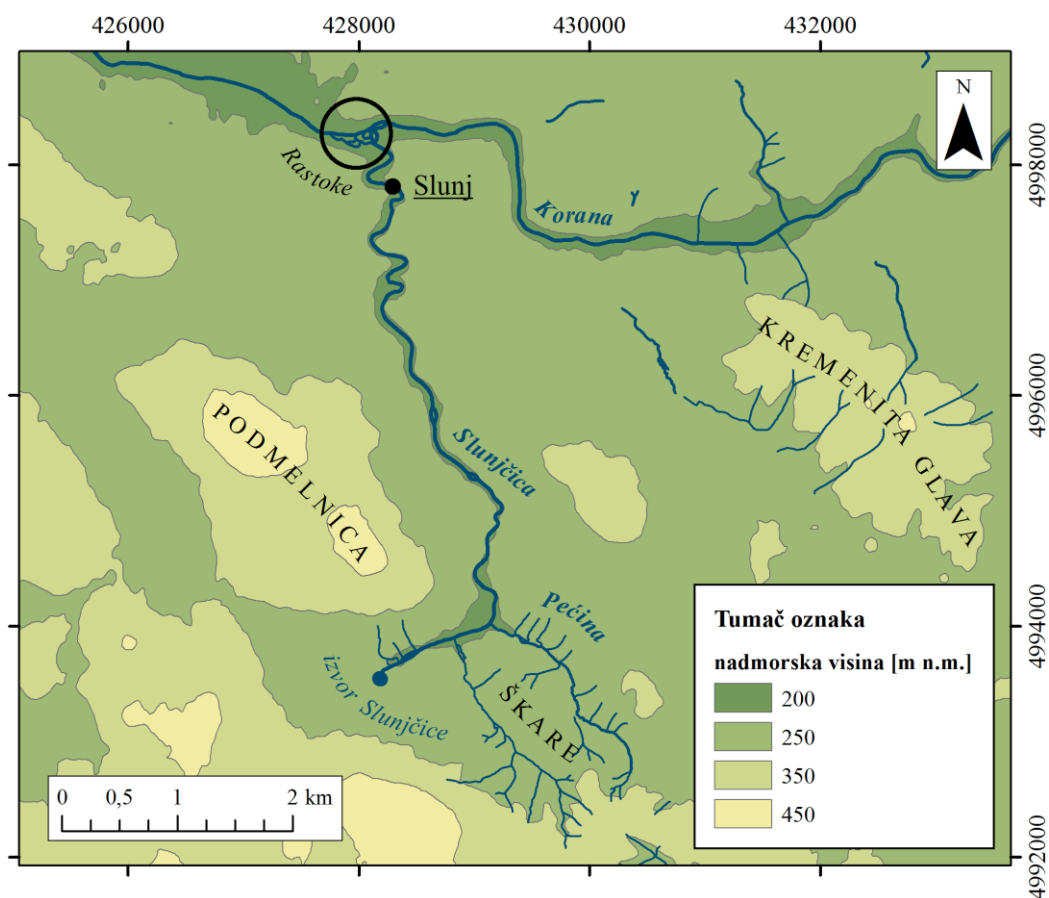 426000
428000
430000
432000
N
4998000
4996000
4994000
4992000
Rastoke
Slunj
Korana
KREMENITA GLAVA
PODMELNICA
Slunjčica
Pećina
izvor Slunjčice
ŠKARE
0 0,5 1 2 km
Tumač oznaka
nadmorska visina [m n.m.]
200
250
350
450